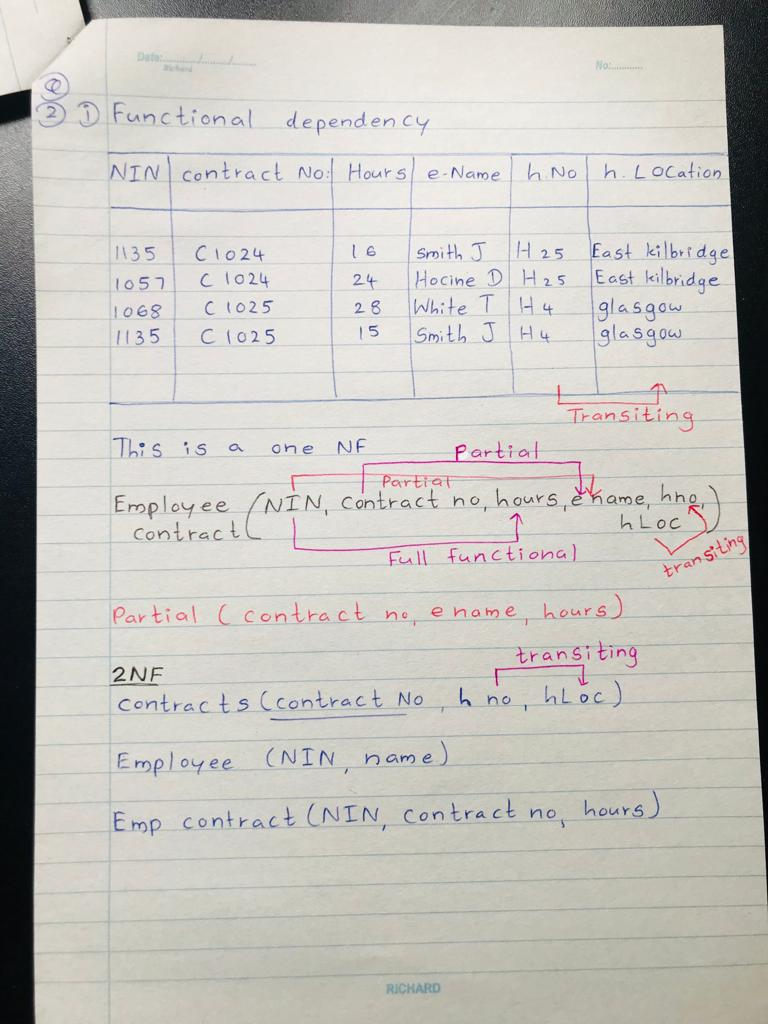 Date:......./......./.......
Richard
No:...........
Q
2 i Functional dependency
NIN contract No: Hours e-Name h.No h. LOcation
1135 C1024 16 Smith J H25 East kilbridge
1057 C 1024 24 Hocine D H25 East kilbridge
1068 C 1025 28 White T H4 glasgow
1135 C 1025 15 Smith J H4 glasgow
Transiting
This is a one NF
Partial
Partial
Employee (NIN, contract no, hours, ename, hno,
contract hLoc)
Full functional
transiting
Partial ( contract no, ename, hours)
transiting
2NF
contracts (contract No, h no, hLoc)
Employee (NIN, name)
Emp contract (NIN, contract no, hours)
RICHARD